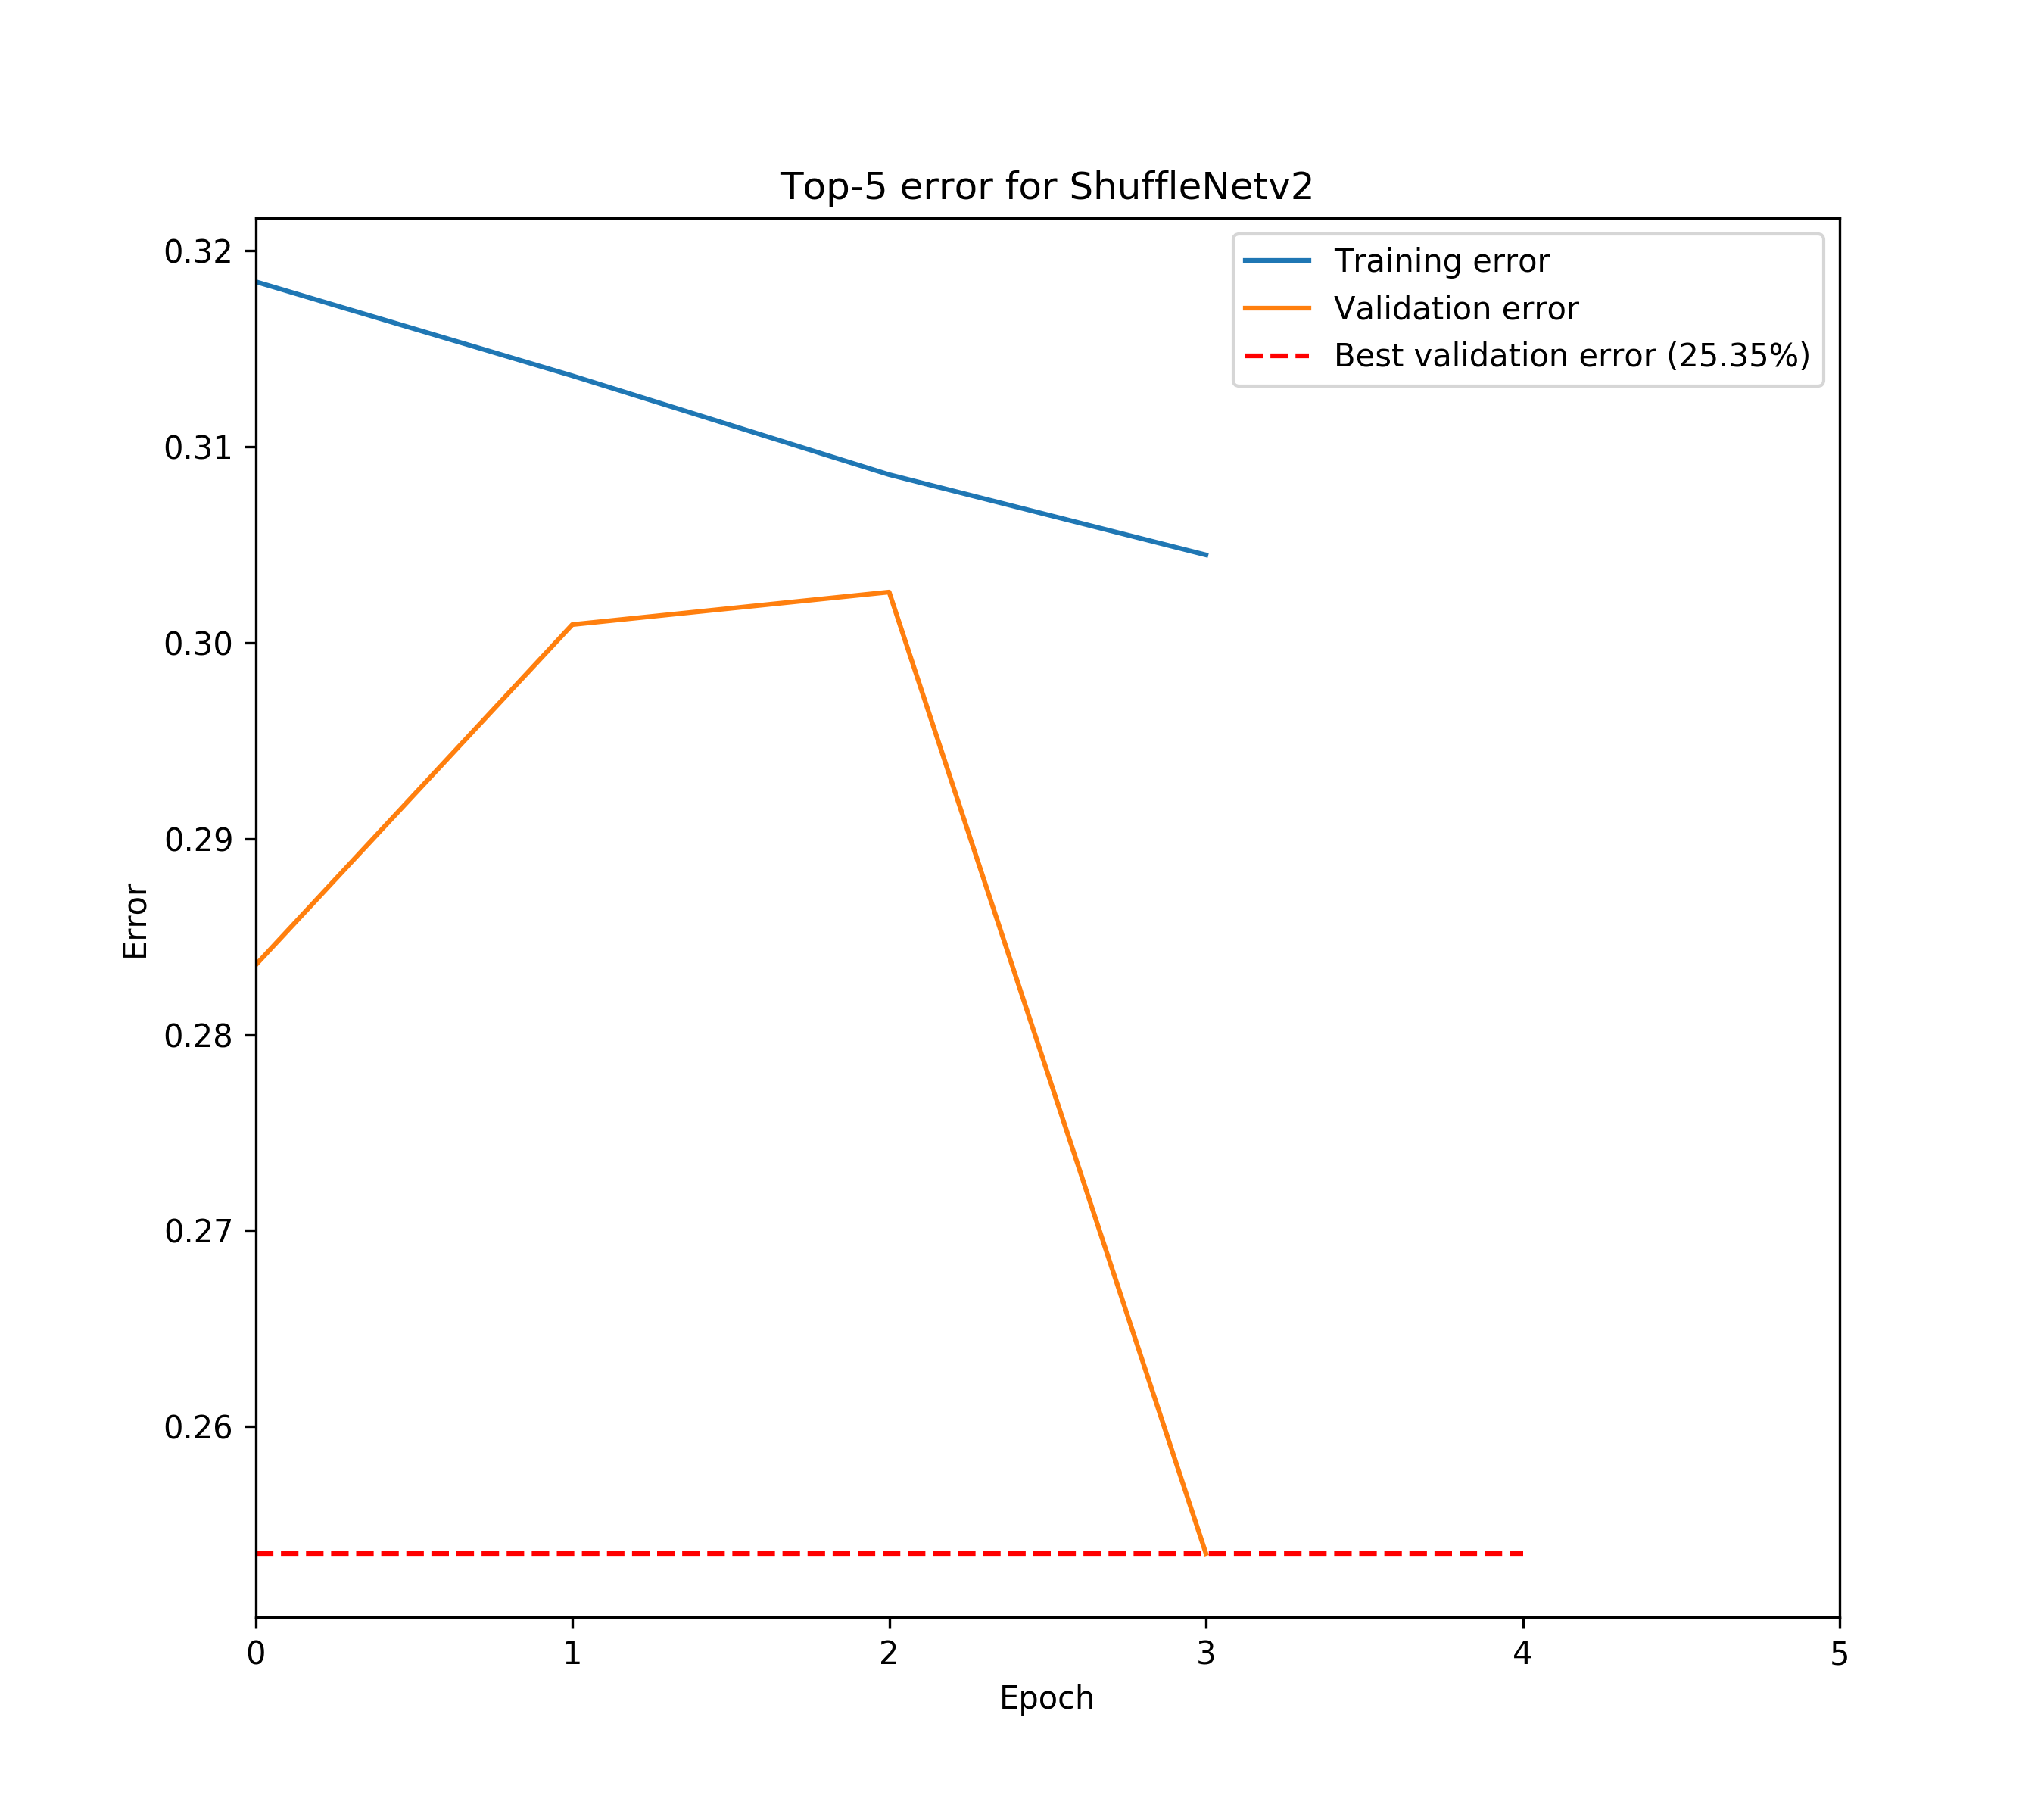 Top-5 error for ShuffleNetv2
Training error
Validation error
Best validation error (25.35%)
0.32
0.31
0.30
0.29
0.28
0.27
0.26
Error
0 1 2 3 4 5
Epoch